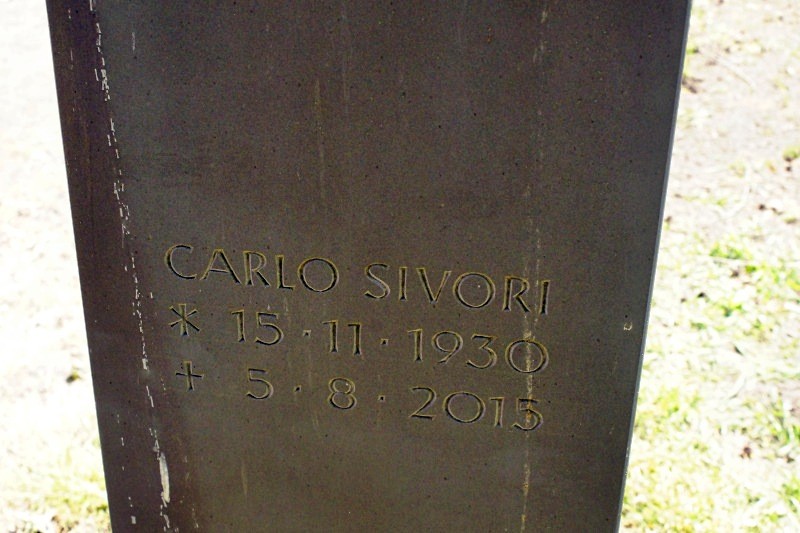 CARLO SIVORI
* 15 · 11 · 1930
† 5 · 8 · 2015